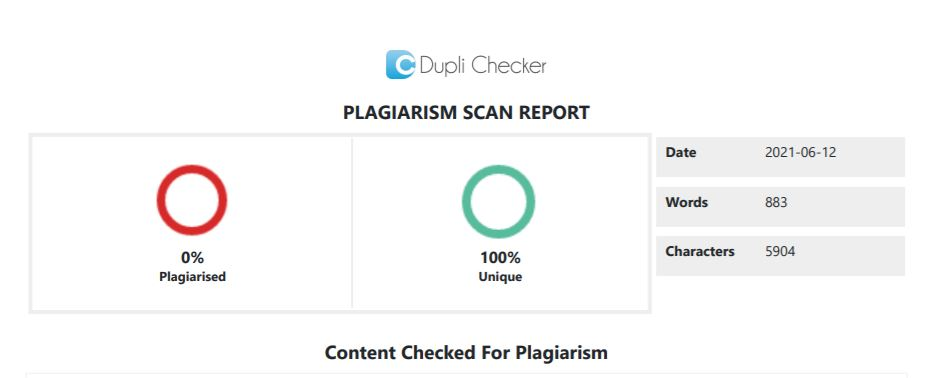 Dupli Checker
PLAGIARISM SCAN REPORT
0%
Plagiarised
100%
Unique
Date 2021-06-12
Words 883
Characters 5904
Content Checked For Plagiarism